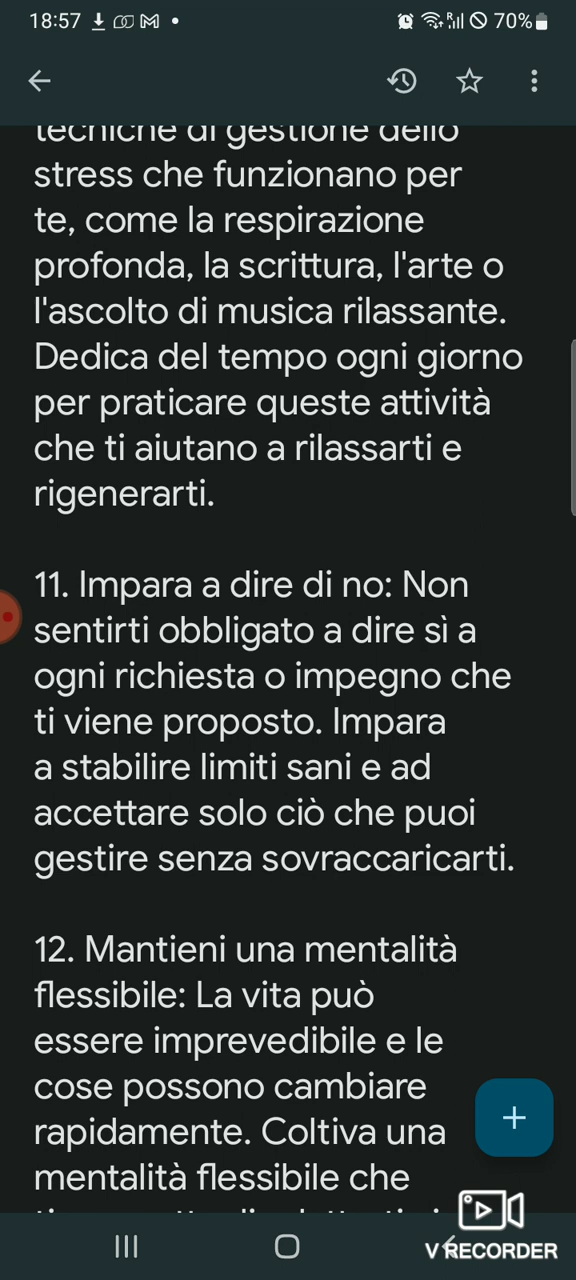 18:57
70%
tecniche di gestione dello
stress che funzionano per
te, come la respirazione
profonda, la scrittura, l'arte o
l'ascolto di musica rilassante.
Dedica del tempo ogni giorno
per praticare queste attività
che ti aiutano a rilassarti e
rigenerarti.
11. Impara a dire di no: Non
sentirti obbligato a dire sì a
ogni richiesta o impegno che
ti viene proposto. Impara
a stabilire limiti sani e ad
accettare solo ciò che puoi
gestire senza sovraccaricarti.
12. Mantieni una mentalità
flessibile: La vita può
essere imprevedibile e le
cose possono cambiare
rapidamente. Coltiva una
mentalità flessibile che
V RECORDER